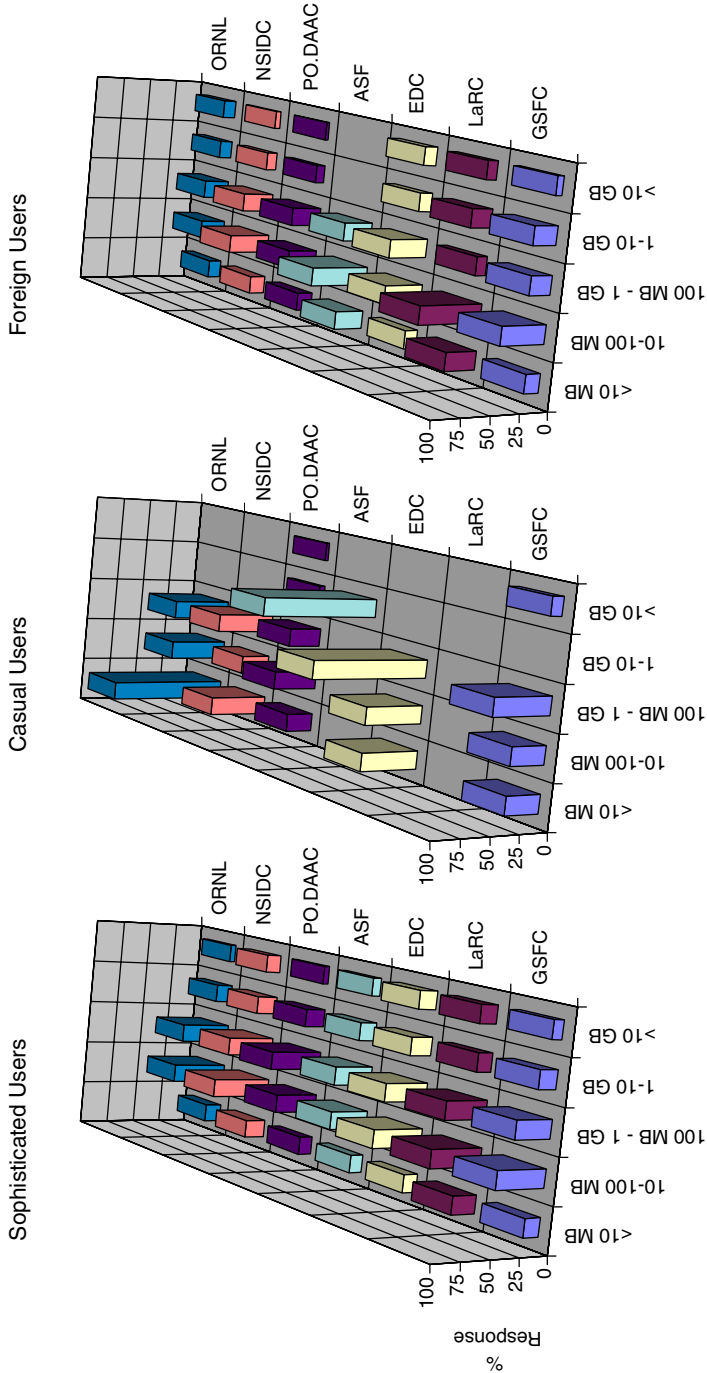 Foreign Users
ORNL
NSIDC
PO.DAAC
ASF
EDC
LaRC
GSFC
>10 GB
1-10 GB
100 MB - 1 GB
10-100 MB
<10 MB
100
75
50
25
0
Casual Users
ORNL
NSIDC
PO.DAAC
ASF
EDC
LaRC
GSFC
>10 GB
1-10 GB
100 MB - 1 GB
10-100 MB
<10 MB
100
75
50
25
0
Sophisticated Users
ORNL
NSIDC
PO.DAAC
ASF
EDC
LaRC
GSFC
>10 GB
1-10 GB
100 MB - 1 GB
10-100 MB
<10 MB
100
75
50
25
0
%
Response